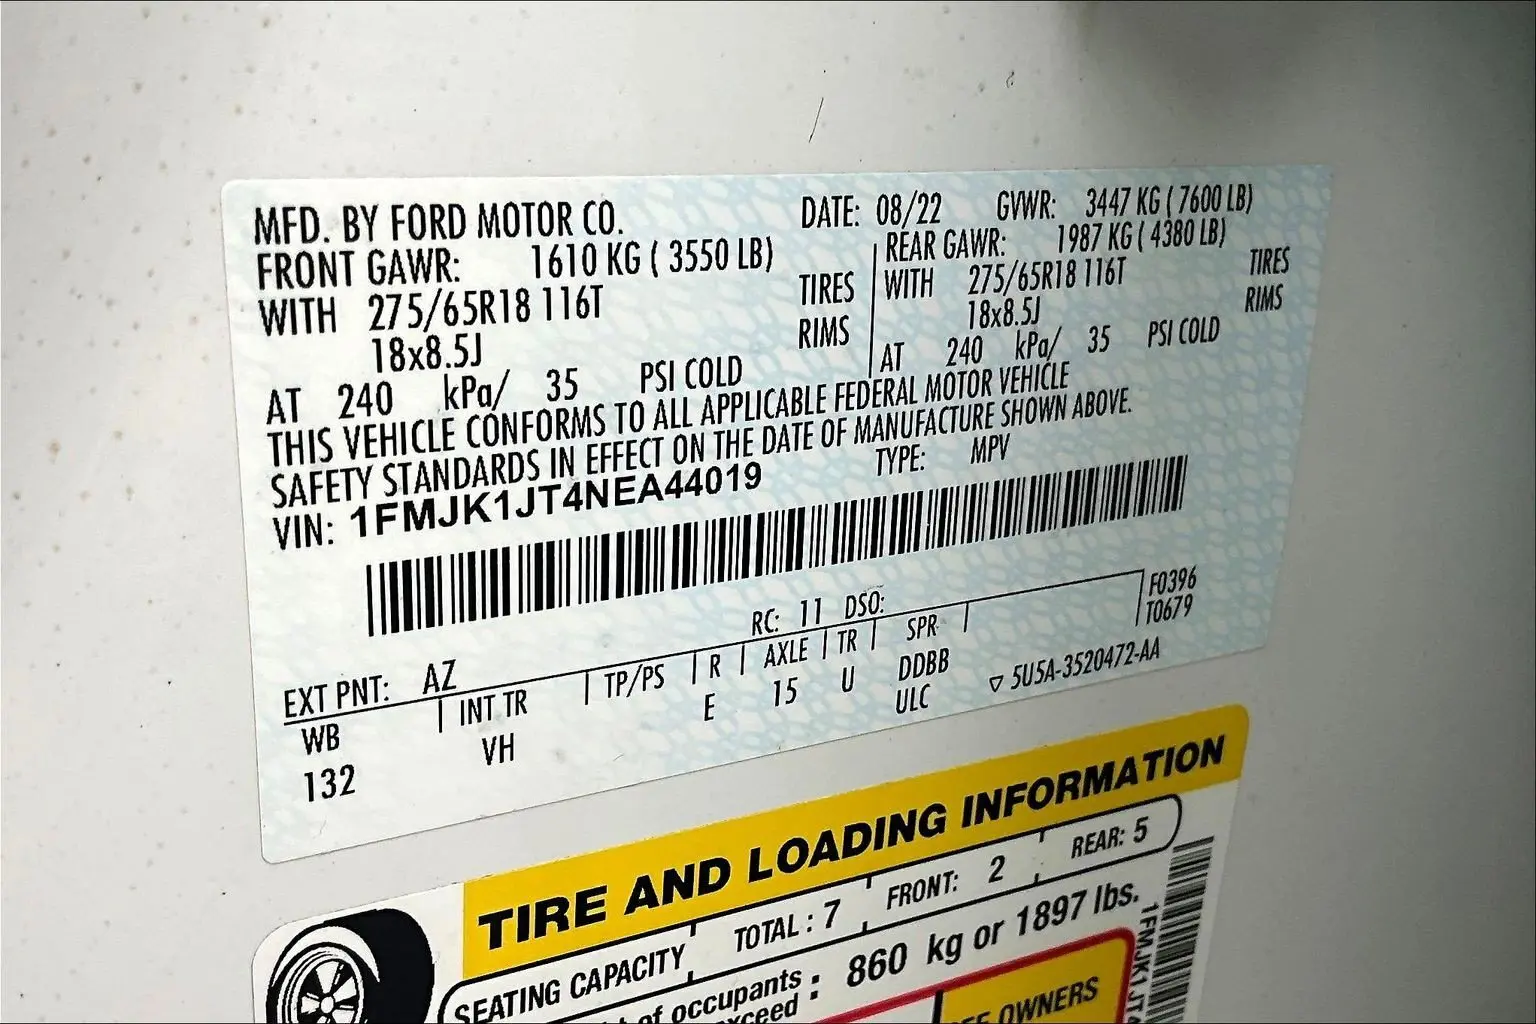 MFD. BY FORD MOTOR CO.
DATE: 08/22 GVWR: 3447 KG ( 7600 LB)
FRONT GAWR: 1610 KG ( 3550 LB)
REAR GAWR: 1987 KG ( 4380 LB)
WITH 275/65R18 116T TIRES
WITH 275/65R18 116T TIRES
18x8.5J RIMS
18x8.5J RIMS
AT 240 kPa/ 35 PSI COLD
AT 240 kPa/ 35 PSI COLD
THIS VEHICLE CONFORMS TO ALL APPLICABLE FEDERAL MOTOR VEHICLE
SAFETY STANDARDS IN EFFECT ON THE DATE OF MANUFACTURE SHOWN ABOVE.
VIN: 1FMJK1JT4NEA44019
TYPE: MPV
F0396
T0679
EXT PNT: AZ RC: 11 DSO:
WB INT TR TP/PS R AXLE TR SPR
132 VH E 15 U DDBB
ULC
▽ 5U5A-3520472-AA
TIRE AND LOADING INFORMATION
SEATING CAPACITY TOTAL : 7 FRONT: 2 REAR: 5
of occupants : 860 kg or 1897 lbs.
OWNERS